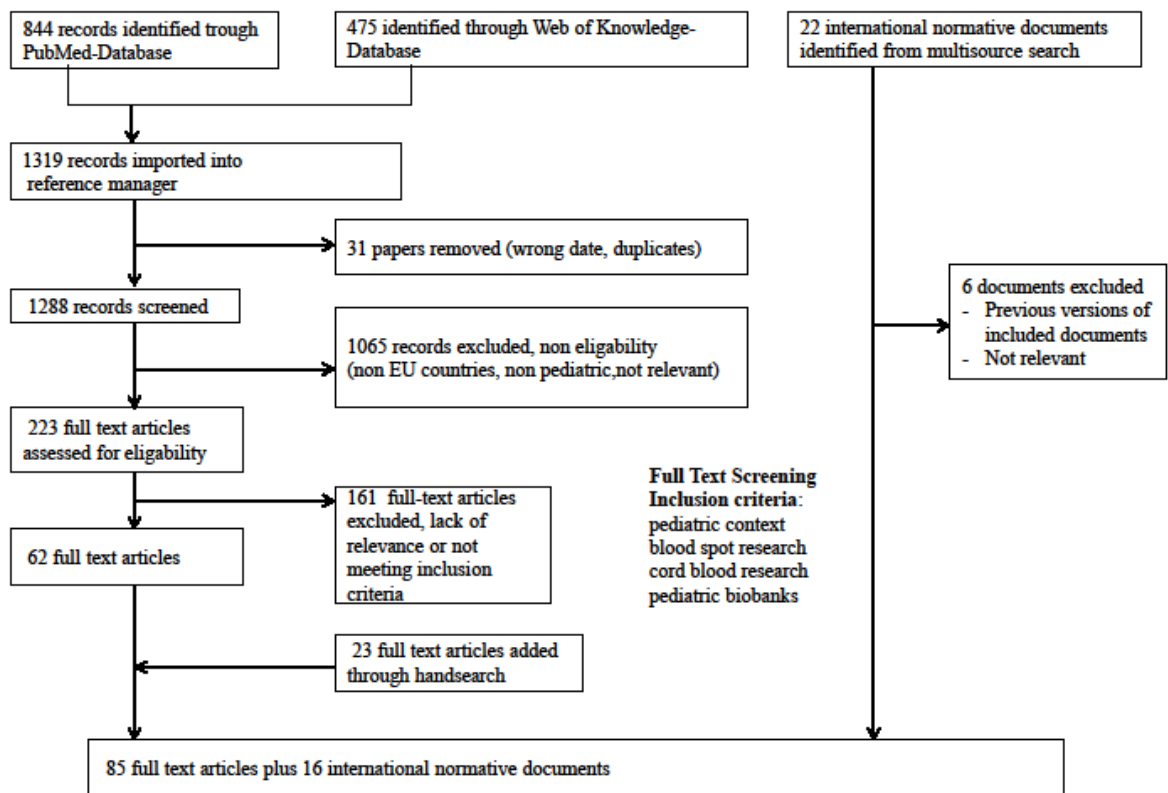 844 records identified trough
PubMed-Database
475 identified through Web of Knowledge-
Database
22 international normative documents
identified from multisource search
1319 records imported into
reference manager
31 papers removed (wrong date, duplicates)
1288 records screened
6 documents excluded
- Previous versions of
included documents
- Not relevant
1065 records excluded, non eligibility
(non EU countries, non pediatric,not relevant)
223 full text articles
assessed for eligability
161 full-text articles
excluded, lack of
relevance or not
meeting inclusion
criteria
Full Text Screening
Inclusion criteria:
pediatric context
blood spot research
cord blood research
pediatric biobanks
62 full text articles
23 full text articles added
through handsearch
85 full text articles plus 16 international normative documents